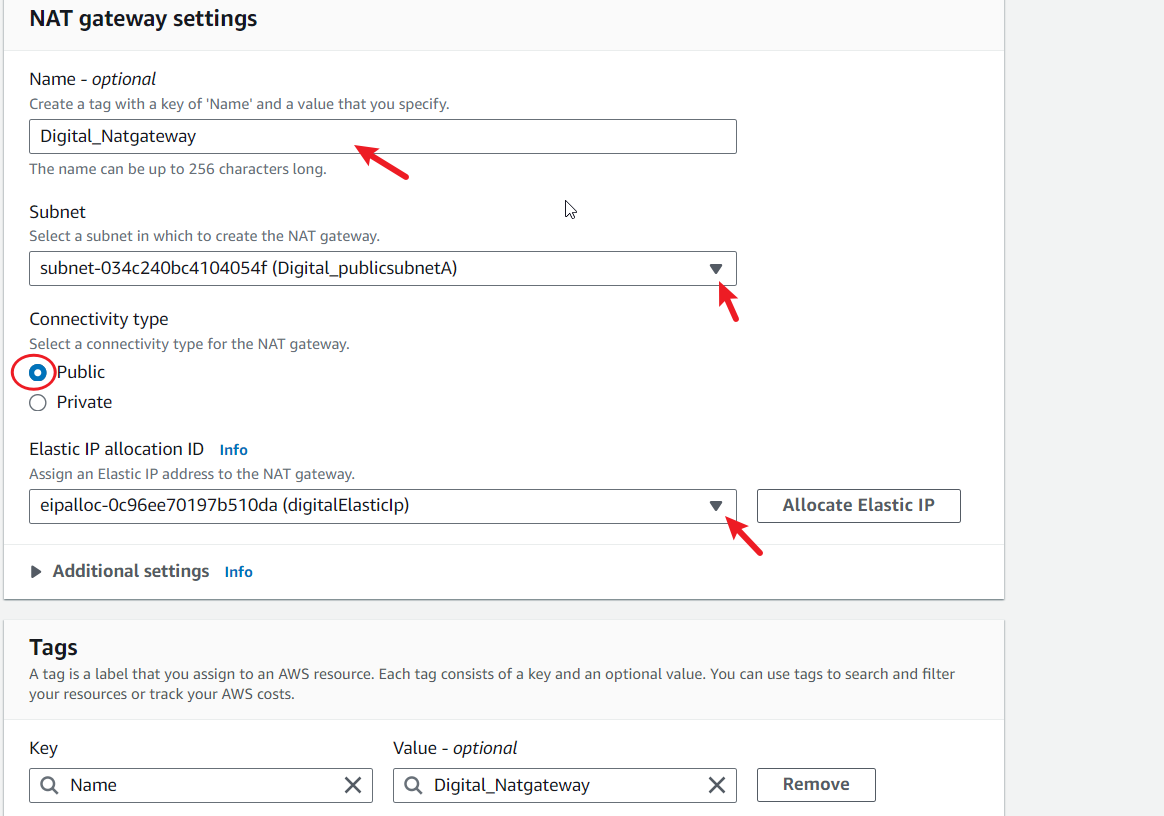 NAT gateway settings
Name - optional
Create a tag with a key of 'Name' and a value that you specify.
Digital_Natgateway
The name can be up to 256 characters long.
Subnet
Select a subnet in which to create the NAT gateway.
subnet-034c240bc4104054f (Digital_publicsubnetA)
Connectivity type
Select a connectivity type for the NAT gateway.
Public
Private
Elastic IP allocation ID Info
Assign an Elastic IP address to the NAT gateway.
eipalloc-0c96ee70197b510da (digitalElasticIp) Allocate Elastic IP
Additional settings Info
Tags
A tag is a label that you assign to an AWS resource. Each tag consists of a key and an optional value. You can use tags to search and filter
your resources or track your AWS costs.
Key Value - optional
Name Digital_Natgateway Remove